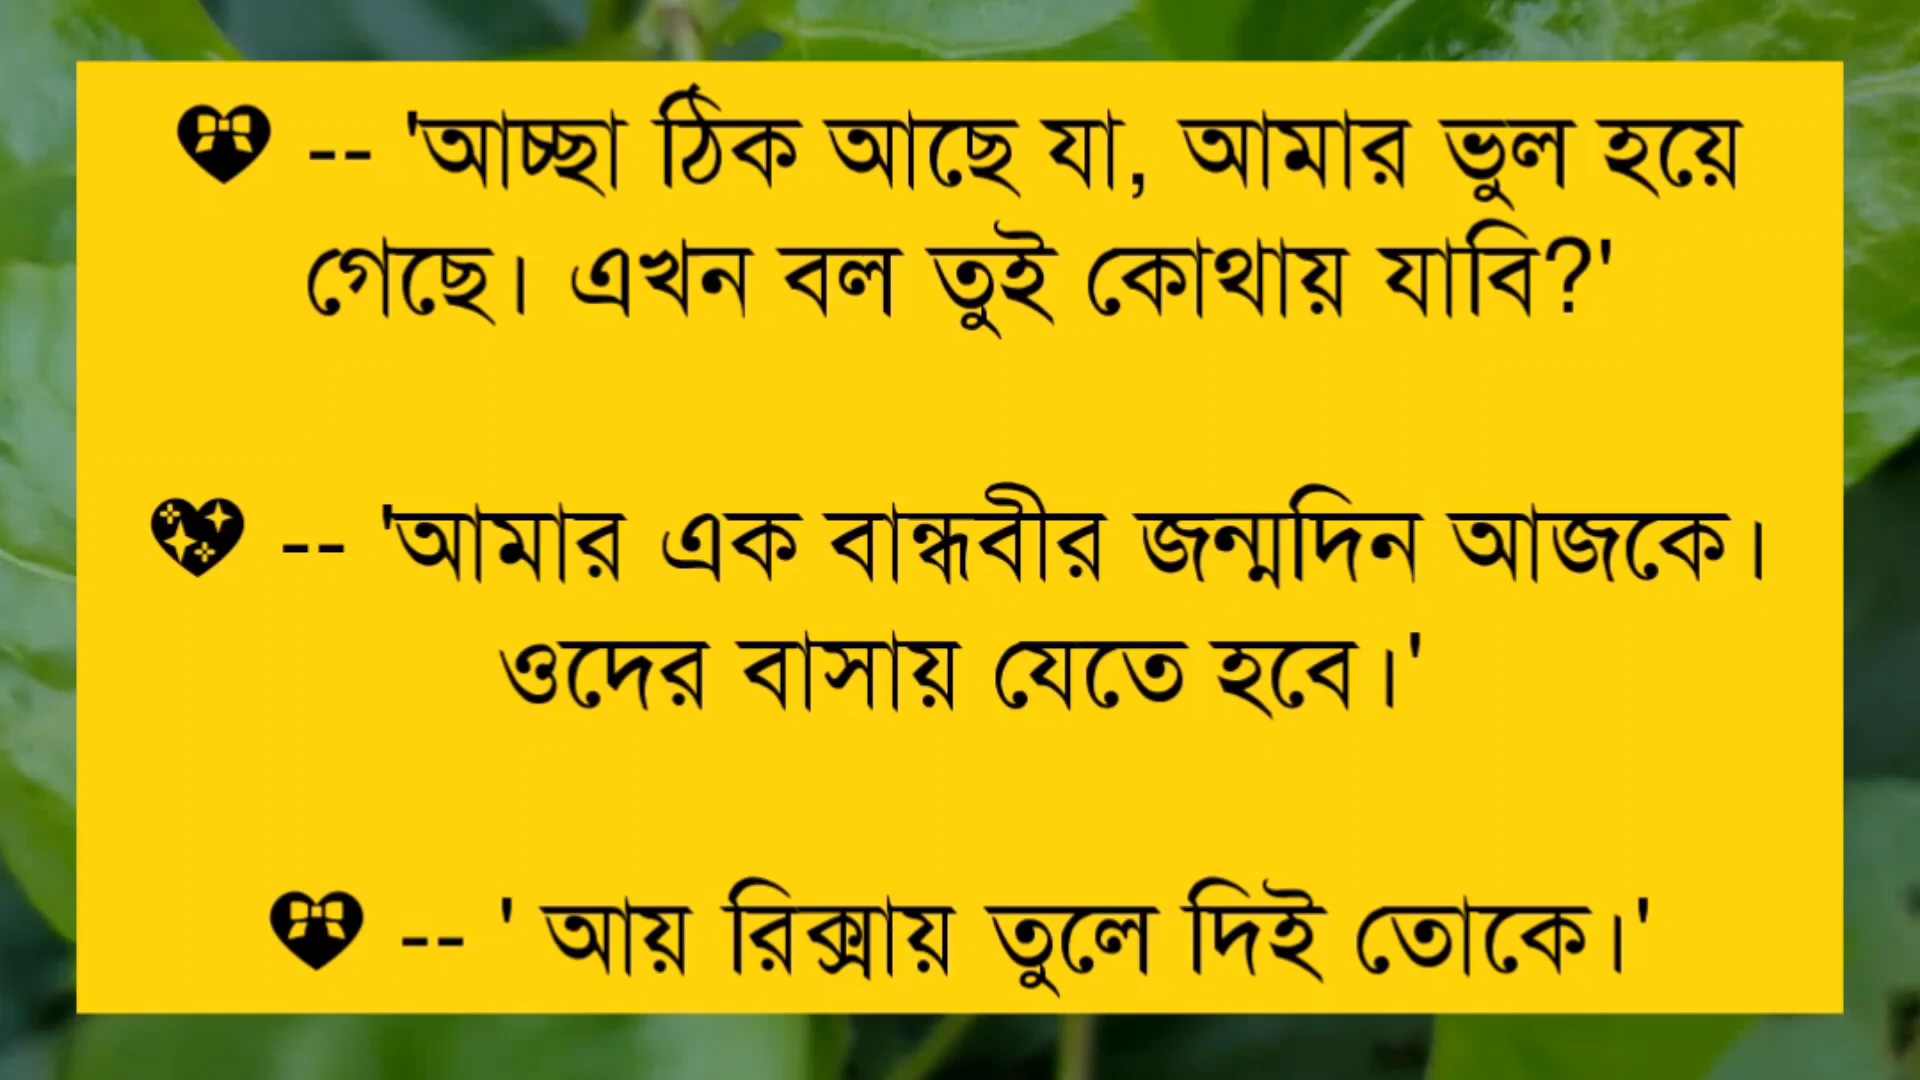 💝 -- 'আচ্ছা ঠিক আছে যা, আমার ভুল হয়ে
গেছে। এখন বল তুই কোথায় যাবি?'
💖 -- 'আমার এক বান্ধবীর জন্মদিন আজকে।
ওদের বাসায় যেতে হবে।'
💝 -- ' আয় রিক্সায় তুলে দিই তোকে।'